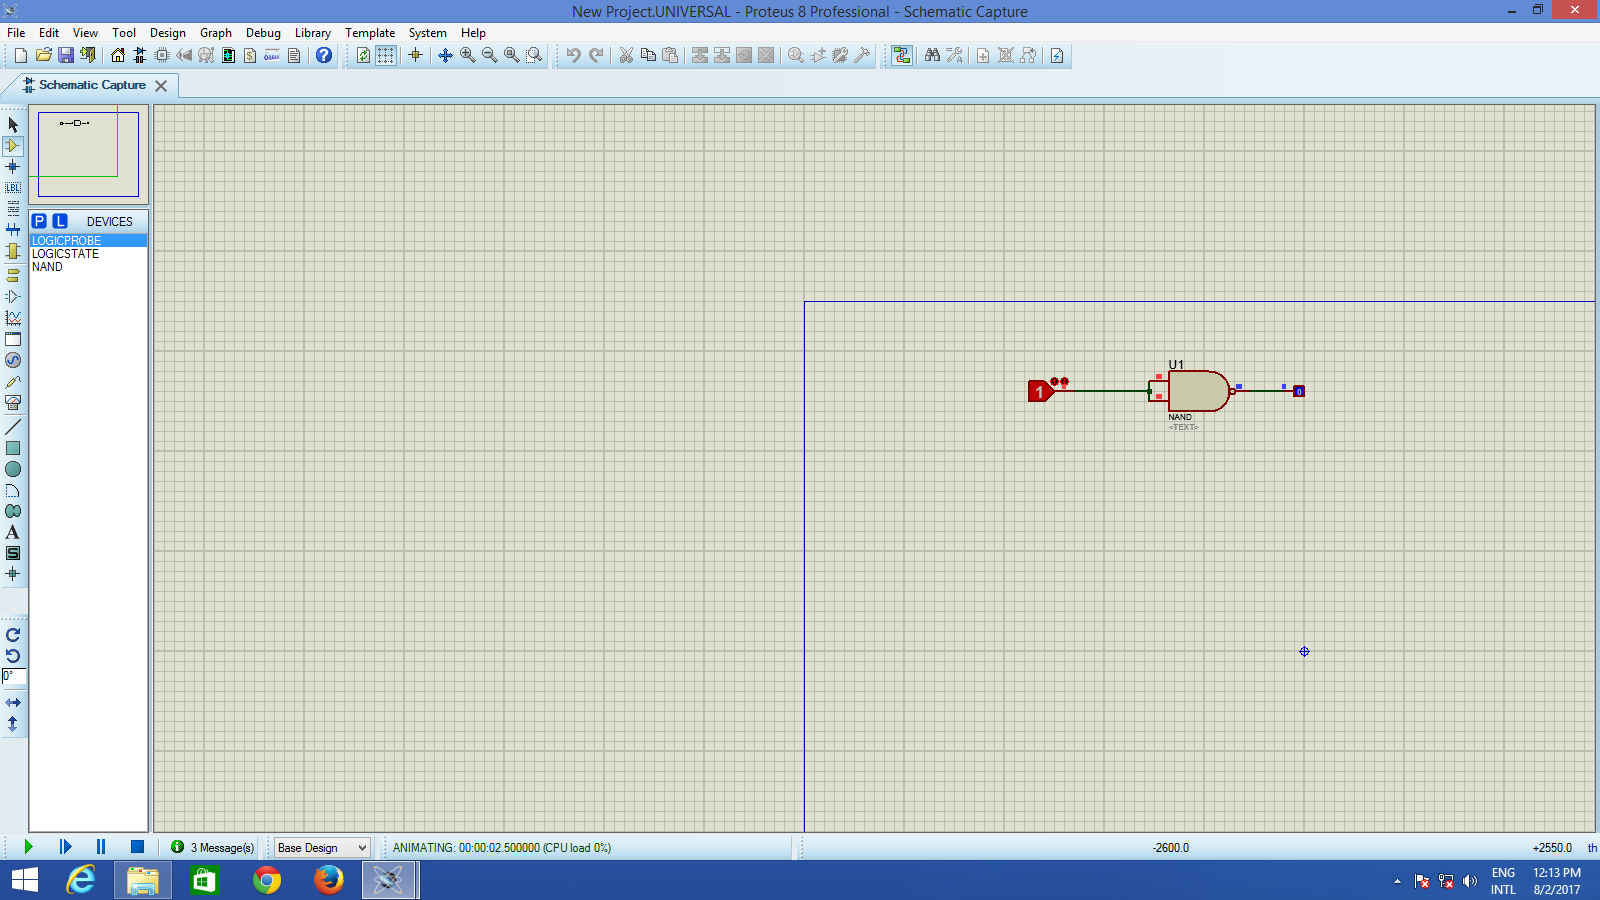 New Project.UNIVERSAL - Proteus 8 Professional - Schematic Capture
File Edit View Tool Design Graph Debug Library Template System Help
Schematic Capture
P L DEVICES
LOGICPROBE
LOGICSTATE
NAND
LBL
A
S
0°
U1
1
0
NAND
<TEXT>
3 Message(s)
Base Design
ANIMATING: 00:00:02.500000 (CPU load 0%)
-2600.0
+2550.0
th
ENG
INTL
12:13 PM
8/2/2017